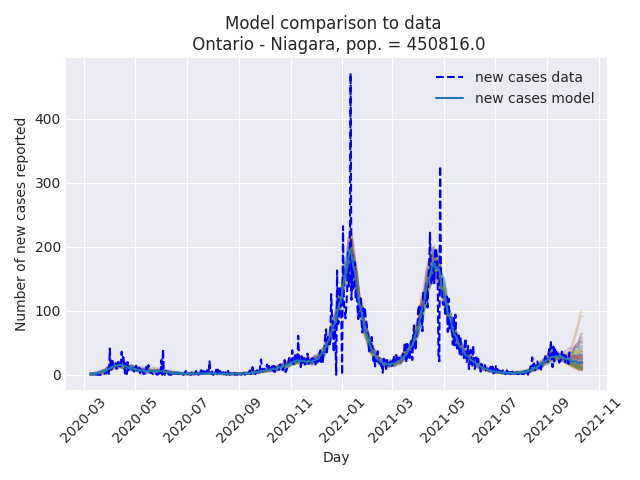 Model comparison to data
Ontario - Niagara, pop. = 450816.0
new cases data
new cases model
Number of new cases reported
400
300
200
100
0
2020-03
2020-05
2020-07
2020-09
2020-11
2021-01
2021-03
2021-05
2021-07
2021-09
2021-11
Day